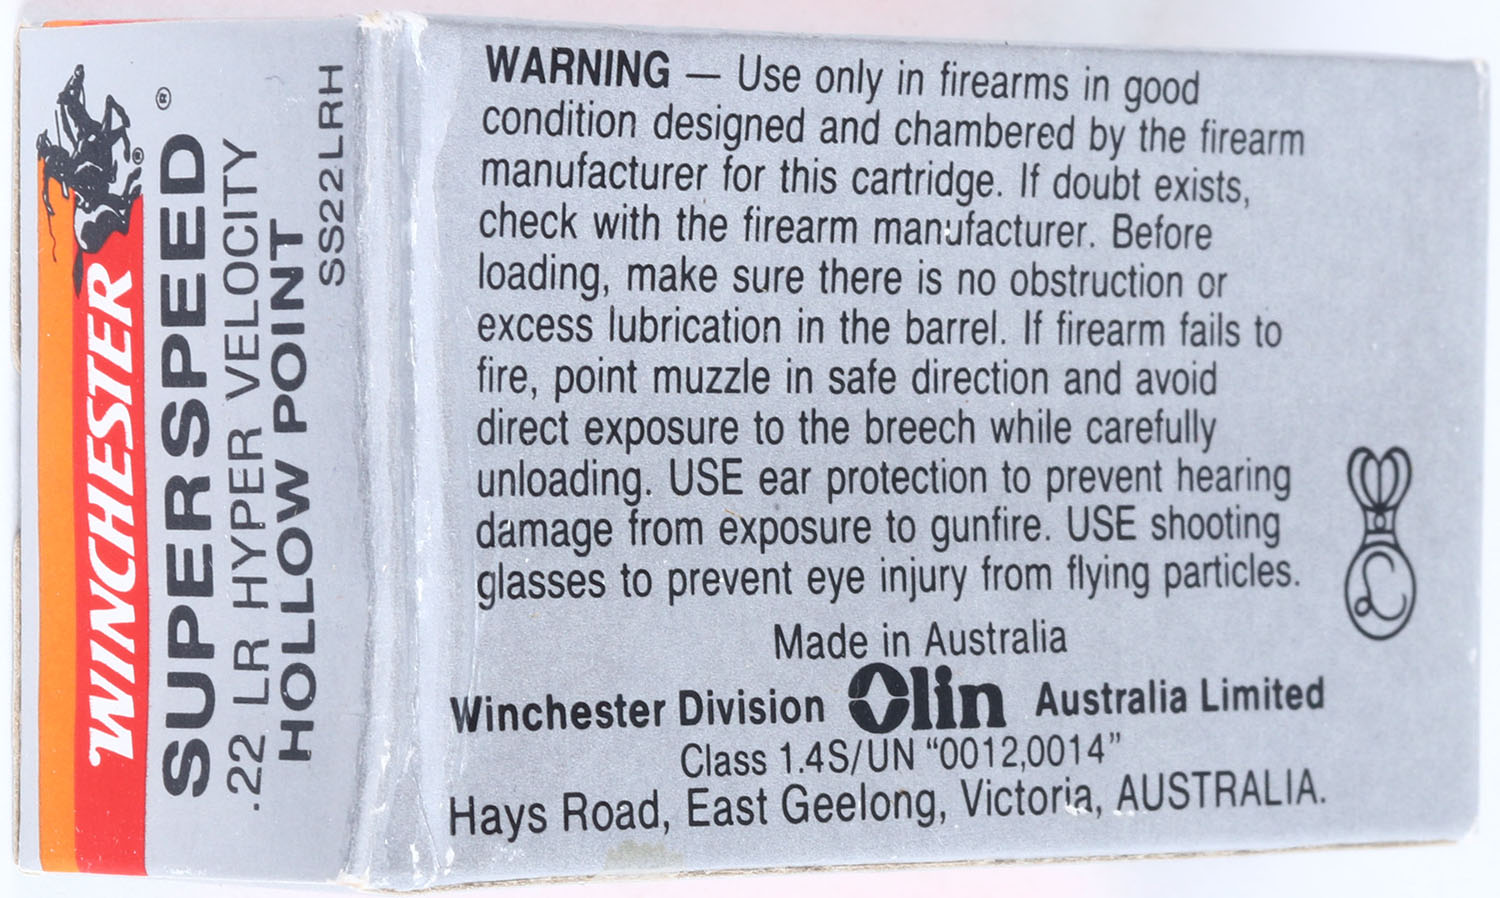 WINCHESTER
®
SUPERSPEED®
.22 LR HYPER VELOCITY
HOLLOW POINT
SS22LRH
WARNING — Use only in firearms in good
condition designed and chambered by the firearm
manufacturer for this cartridge. If doubt exists,
check with the firearm manufacturer. Before
loading, make sure there is no obstruction or
excess lubrication in the barrel. If firearm fails to
fire, point muzzle in safe direction and avoid
direct exposure to the breech while carefully
unloading. USE ear protection to prevent hearing
damage from exposure to gunfire. USE shooting
glasses to prevent eye injury from flying particles.
Made in Australia
Winchester Division Olin Australia Limited
Class 1.4S/UN “0012,0014”
Hays Road, East Geelong, Victoria, AUSTRALIA.